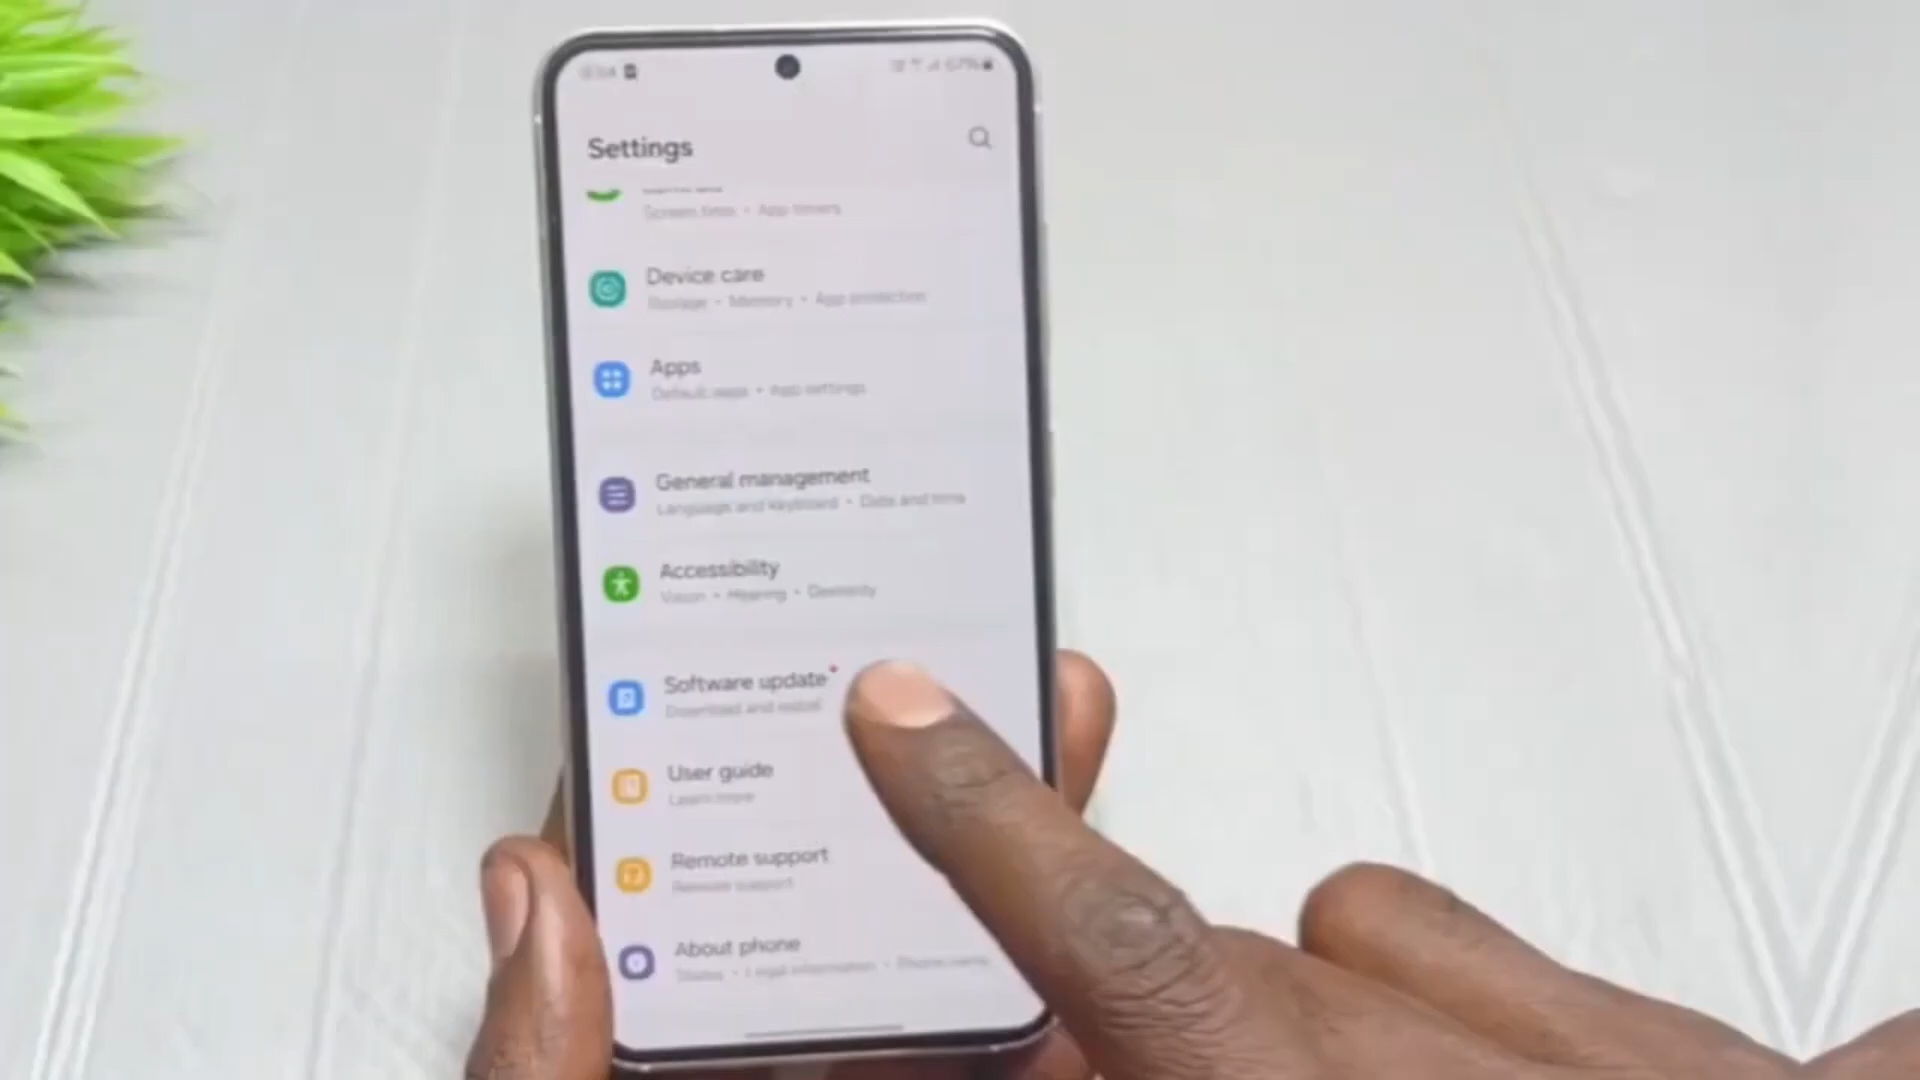 67%
Settings
Screen time • App timers
Device care
Storage • Memory • App protection
Apps
Default apps • App settings
General management
Language and keyboard • Date and time
Accessibility
Vision • Hearing • Dexterity
Software update
Download and install
User guide
Learn more
Remote support
Remote support
About phone
Status • Legal information • Phone name